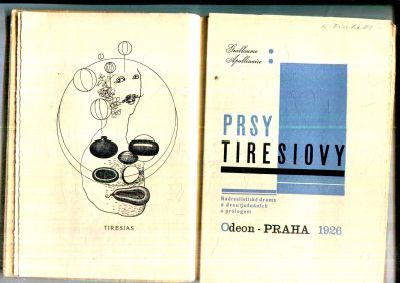 TIRESIAS
Guillaume
Apollinaire
PRSY
TIRESIOVY
Nadrealistické drama
o dvou jednáních
s prologem
Odeon - PRAHA 1926